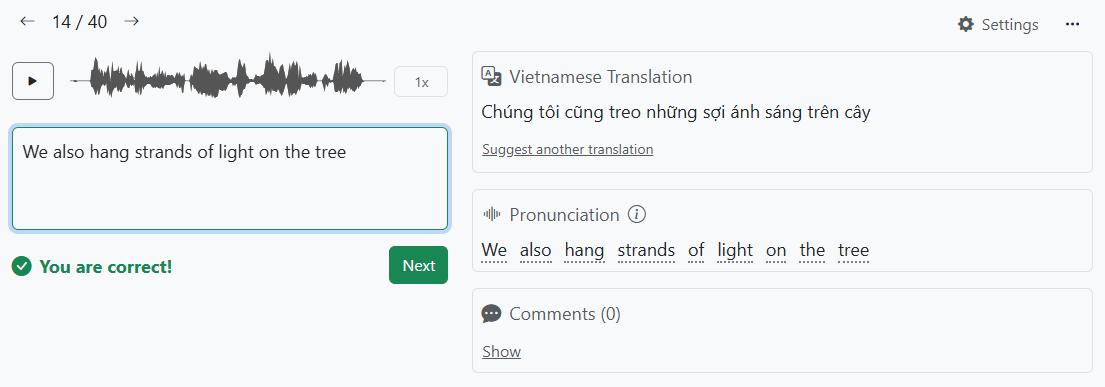 14 / 40
Settings
1x
We also hang strands of light on the tree
You are correct!
Next
Vietnamese Translation
Chúng tôi cũng treo những sợi ánh sáng trên cây
Suggest another translation
Pronunciation
We also hang strands of light on the tree
Comments (0)
Show